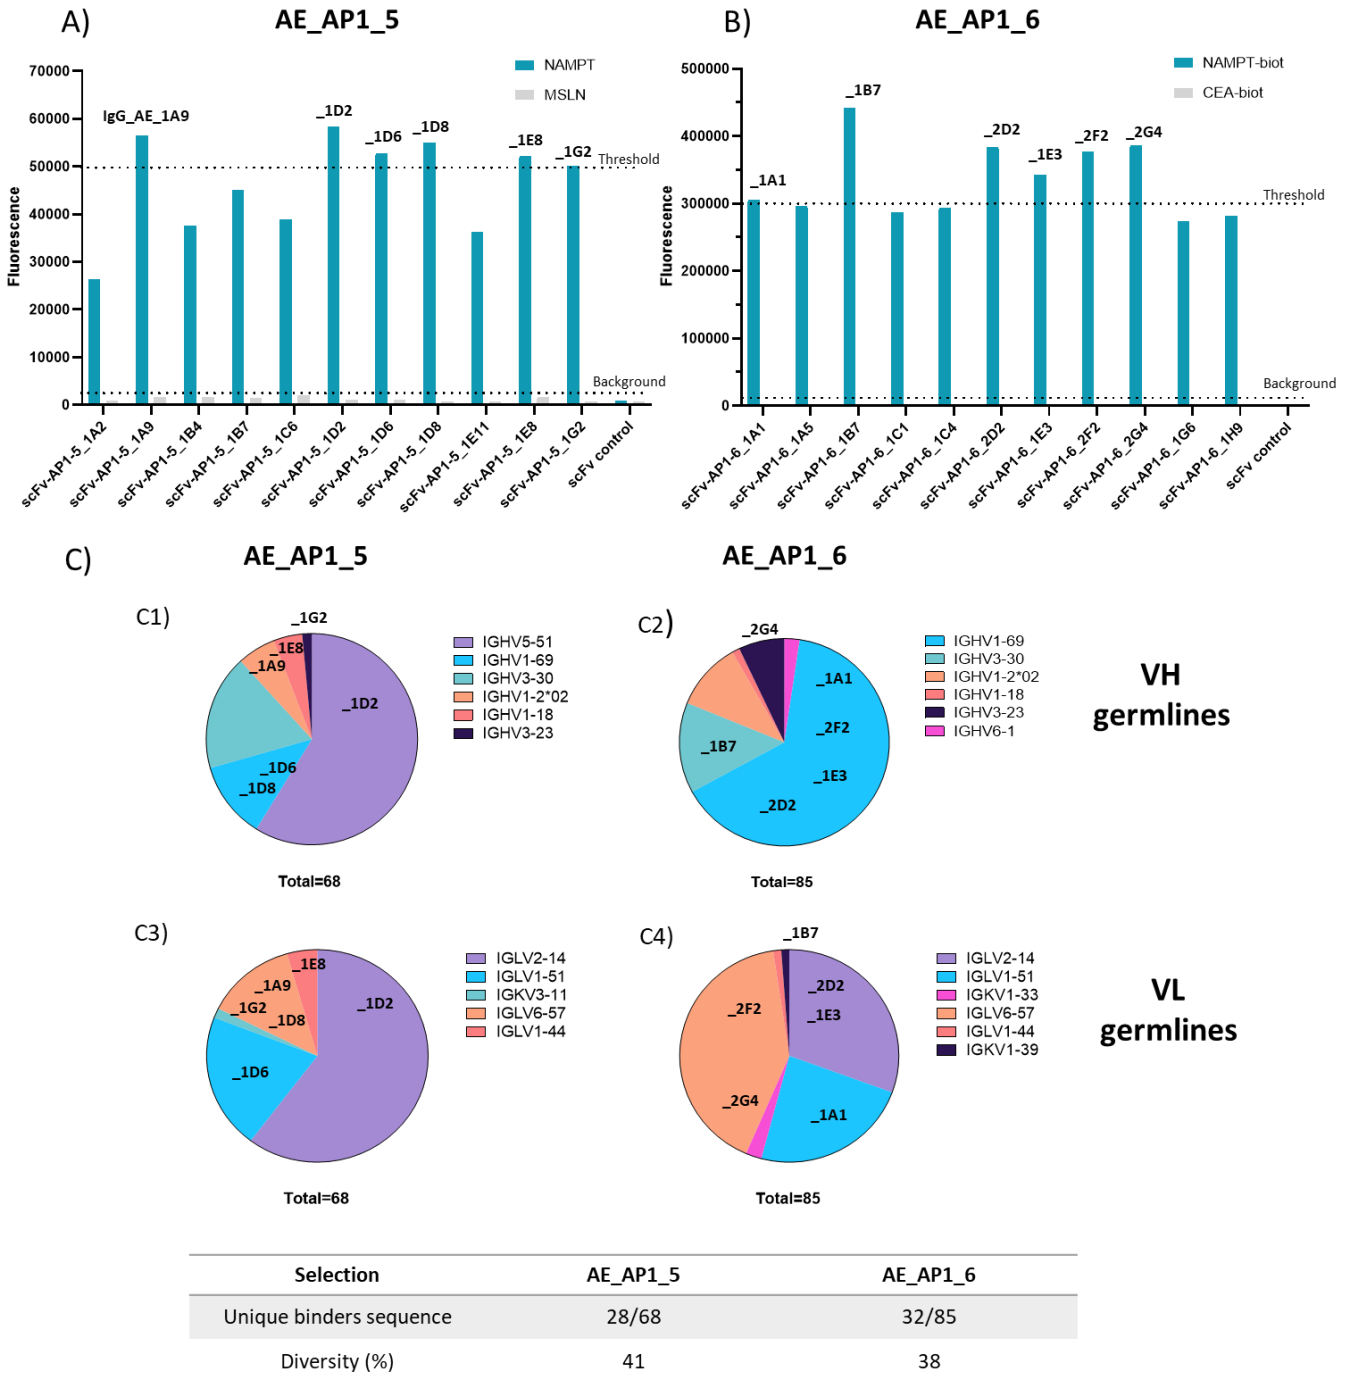 A)
AE_AP1_5
NAMPT
MSLN
70000
60000
50000
40000
30000
20000
10000
0
Fluorescence
IgG_AE_1A9
_1D2
_1D6
_1D8
_1E8
_1G2
Threshold
Background
scFv-AP1-5_1A2
scFv-AP1-5_1A9
scFv-AP1-5_1B4
scFv-AP1-5_1B7
scFv-AP1-5_1C6
scFv-AP1-5_1D2
scFv-AP1-5_1D6
scFv-AP1-5_1D8
scFv-AP1-5_1E11
scFv-AP1-5_1E8
scFv-AP1-5_1G2
scFv control
B)
AE_AP1_6
NAMPT-biot
CEA-biot
500000
400000
300000
200000
100000
0
Fluorescence
_1A1
_1B7
_2D2
_1E3
_2F2
_2G4
Threshold
Background
scFv-AP1-6_1A1
scFv-AP1-6_1A5
scFv-AP1-6_1B7
scFv-AP1-6_1C1
scFv-AP1-6_1C4
scFv-AP1-6_2D2
scFv-AP1-6_1E3
scFv-AP1-6_2F2
scFv-AP1-6_2G4
scFv-AP1-6_1G6
scFv-AP1-6_1H9
scFv control
C)
AE_AP1_5
AE_AP1_6
C1)
_1G2
_1E8
_1A9
_1D2
_1D6
_1D8
IGHV5-51
IGHV1-69
IGHV3-30
IGHV1-2*02
IGHV1-18
IGHV3-23
Total=68
C2)
_2G4
_1A1
_2F2
_1B7
_1E3
_2D2
IGHV1-69
IGHV3-30
IGHV1-2*02
IGHV1-18
IGHV3-23
IGHV6-1
Total=85
VH
germlines
C3)
_1E8
_1A9
_1D2
_1G2
_1D8
_1D6
IGLV2-14
IGLV1-51
IGKV3-11
IGLV6-57
IGLV1-44
Total=68
C4)
_1B7
_2D2
_2F2
_1E3
_2G4
_1A1
IGLV2-14
IGLV1-51
IGKV1-33
IGLV6-57
IGLV1-44
IGKV1-39
Total=85
VL
germlines
Selection AE_AP1_5 AE_AP1_6
Unique binders sequence 28/68 32/85
Diversity (%) 41 38